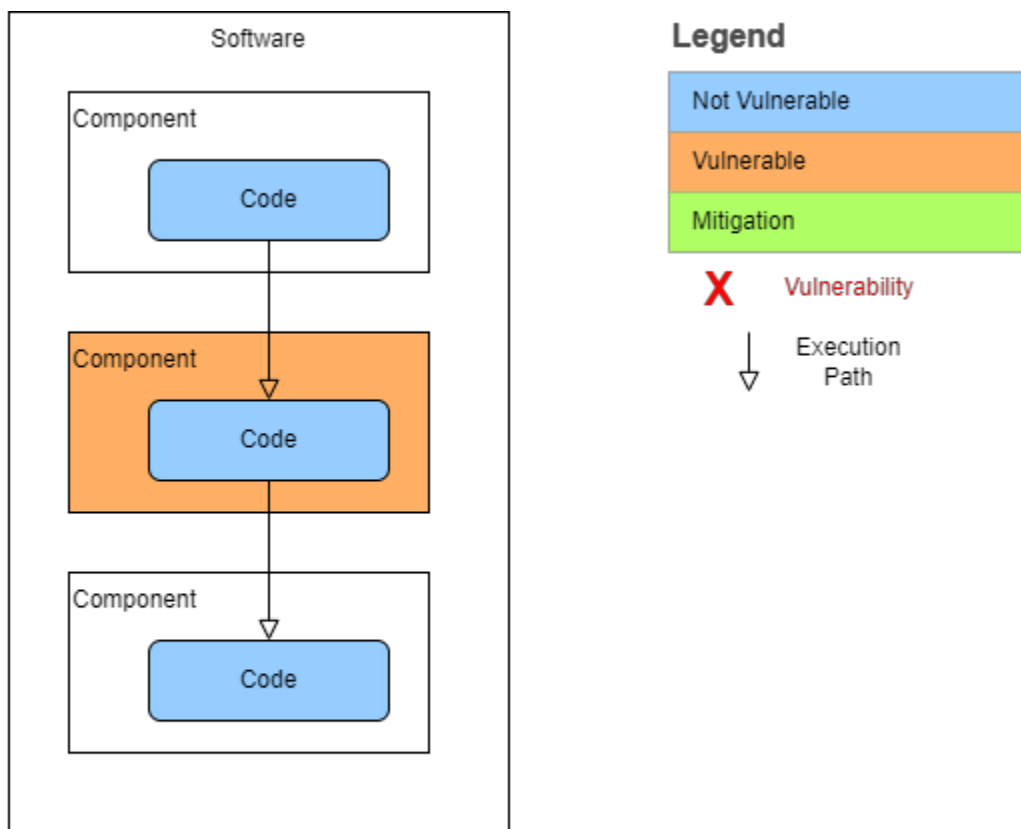 Software
Component
Code
Component
Code
Component
Code
Legend
Not Vulnerable
Vulnerable
Mitigation
X
Vulnerability
Execution
Path